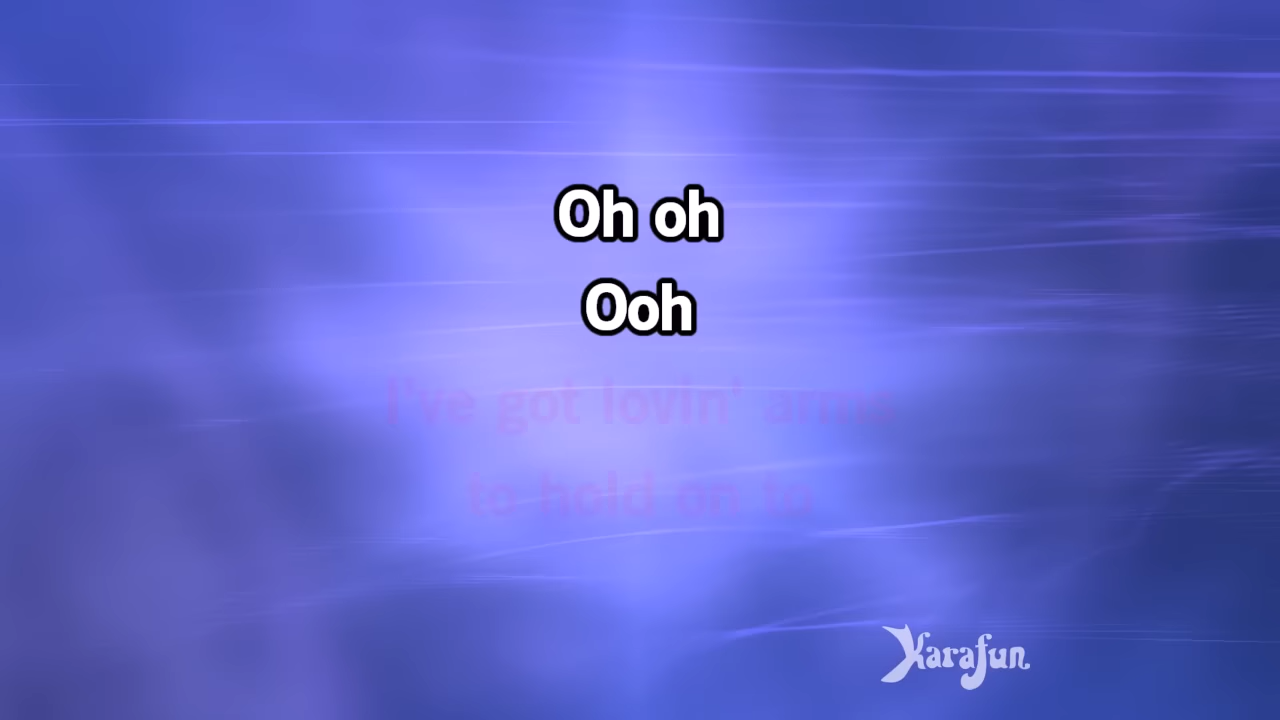 Oh oh
Ooh
I've got lovin' arms
to hold on to
Karafun